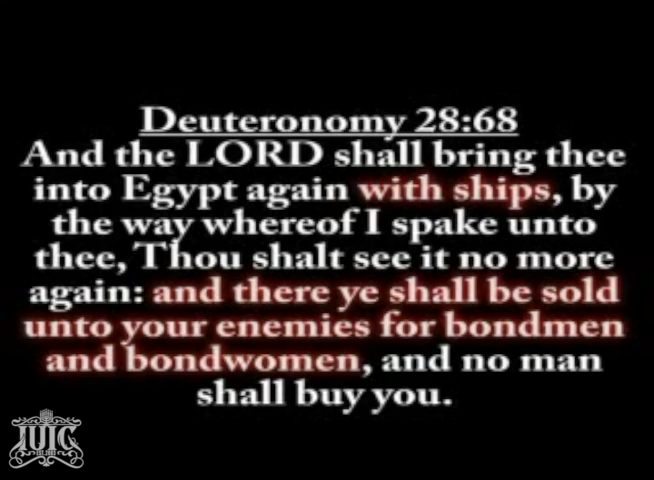 Deuteronomy 28:68
And the LORD shall bring thee
into Egypt again with ships, by
the way whereof I spake unto
thee, Thou shalt see it no more
again: and there ye shall be sold
unto your enemies for bondmen
and bondwomen, and no man
shall buy you.
IUIC